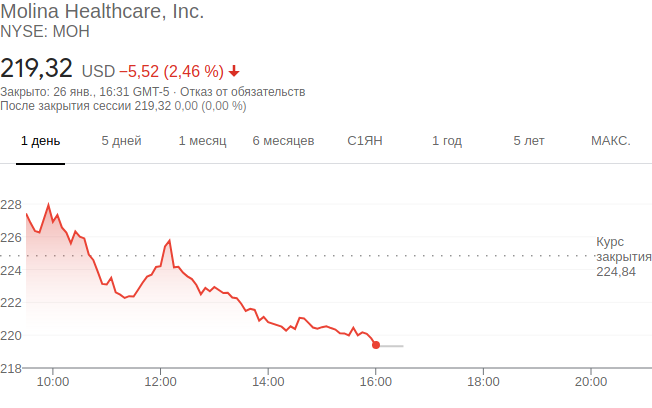 Molina Healthcare, Inc.
NYSE: MOH
219,32 USD −5,52 (2,46 %)
Закрыто: 26 янв., 16:31 GMT-5 · Отказ от обязательств
После закрытия сессии 219,32 0,00 (0,00 %)
1 день 5 дней 1 месяц 6 месяцев С1ЯН 1 год 5 лет МАКС.
228
226
Курс
закрытия
224,84
224
222
220
218
10:00 12:00 14:00 16:00 18:00 20:00